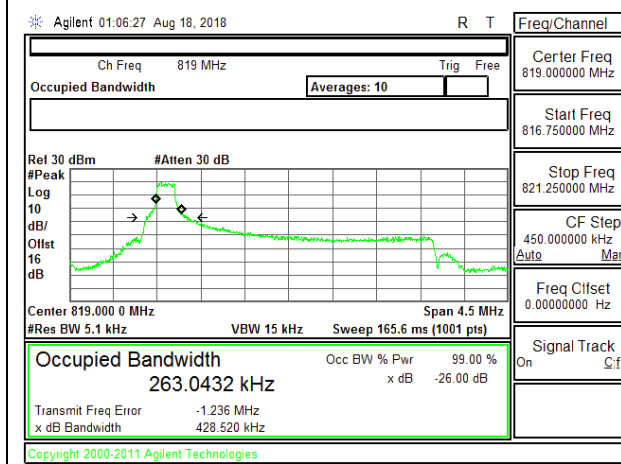 Agilent 01:06:27 Aug 18, 2018 R T
Ch Freq 819 MHz Trig Free
Occupied Bandwidth Averages: 10
Ref 30 dBm #Atten 30 dB
#Peak
Log
10
dB/
Offst
16
dB
Center 819.000 0 MHz Span 4.5 MHz
#Res BW 5.1 kHz VBW 15 kHz Sweep 165.6 ms (1001 pts)
Occupied Bandwidth Occ BW % Pwr 99.00 %
263.0432 kHz x dB -26.00 dB
Transmit Freq Error -1.236 MHz
x dB Bandwidth 428.520 kHz
Copyright 2000-2011 Agilent Technologies
Freq/Channel
Center Freq
819.000000 MHz
Start Freq
816.750000 MHz
Stop Freq
821.250000 MHz
CF Step
450.000000 kHz
Auto Man
Freq Offset
0.00000000 Hz
Signal Track
On